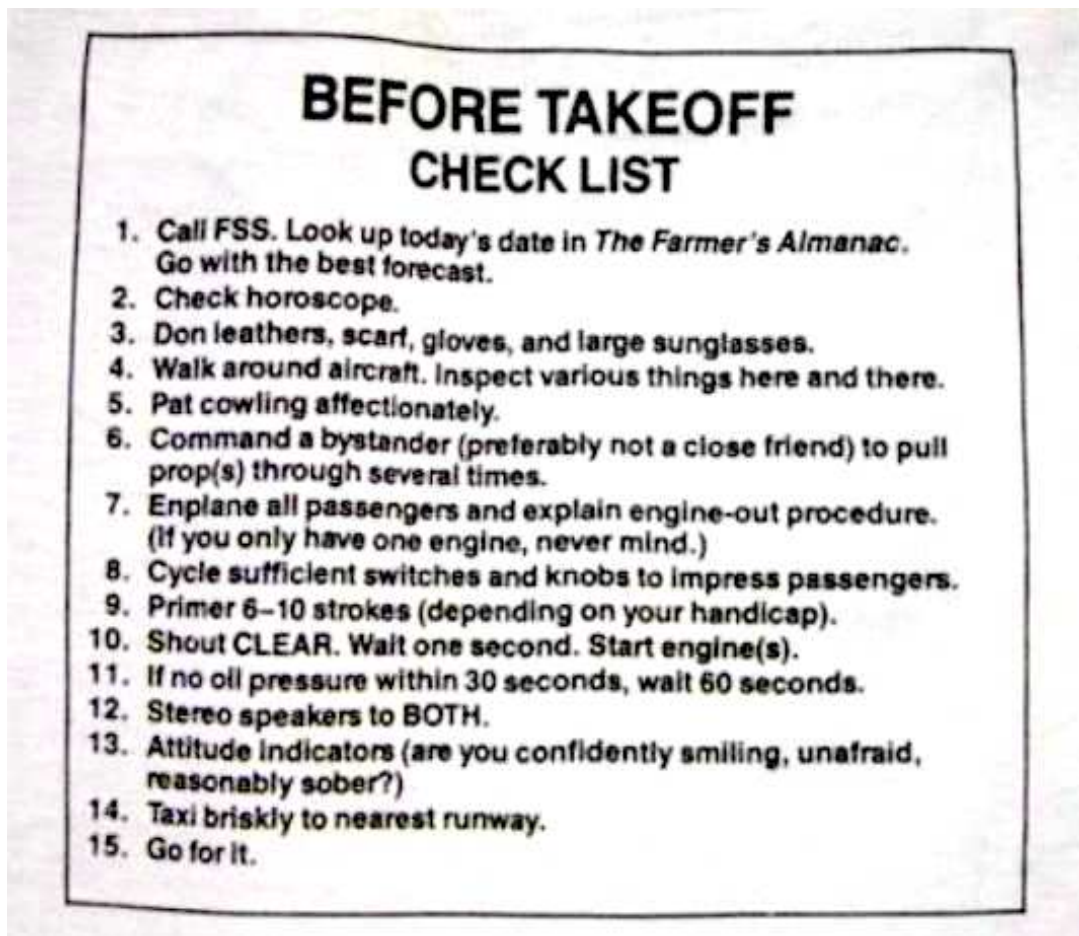 BEFORE TAKEOFF
CHECK LIST
1. Call FSS. Look up today's date in The Farmer's Almanac.
Go with the best forecast.
2. Check horoscope.
3. Don leathers, scarf, gloves, and large sunglasses.
4. Walk around aircraft. Inspect various things here and there.
5. Pat cowling affectionately.
6. Command a bystander (preferably not a close friend) to pull
prop(s) through several times.
7. Enplane all passengers and explain engine-out procedure.
(If you only have one engine, never mind.)
8. Cycle sufficient switches and knobs to impress passengers.
9. Primer 6–10 strokes (depending on your handicap).
10. Shout CLEAR. Wait one second. Start engine(s).
11. If no oil pressure within 30 seconds, wait 60 seconds.
12. Stereo speakers to BOTH.
13. Attitude indicators (are you confidently smiling, unafraid,
reasonably sober?)
14. Taxi briskly to nearest runway.
15. Go for it.